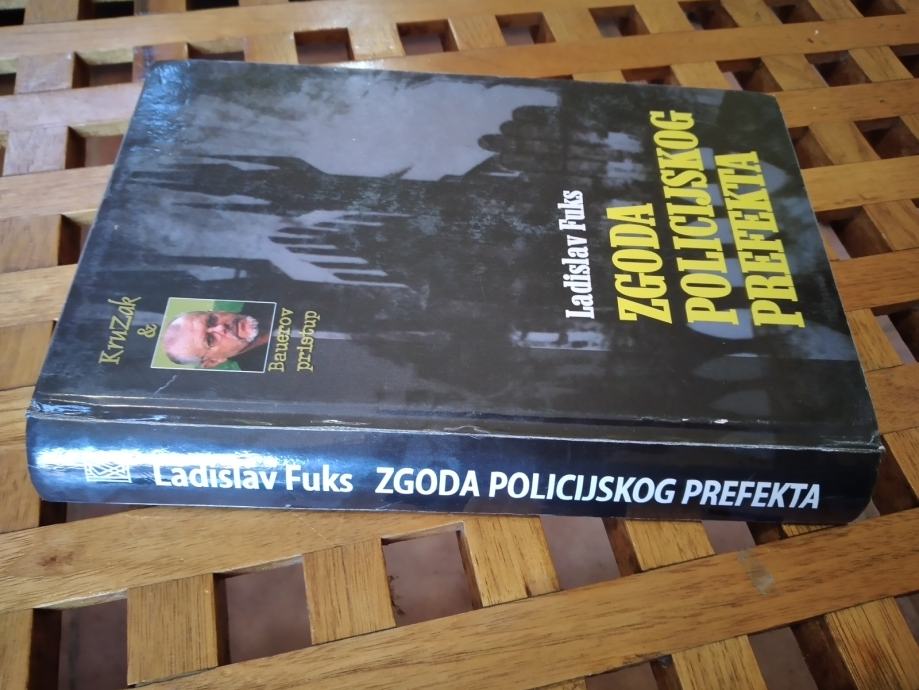 Ladislav Fuks
ZGODA
POLICIJSKOG
PREFEKTA
KruZak
&
Bauerov
pristup
Ladislav Fuks ZGODA POLICIJSKOG PREFEKTA